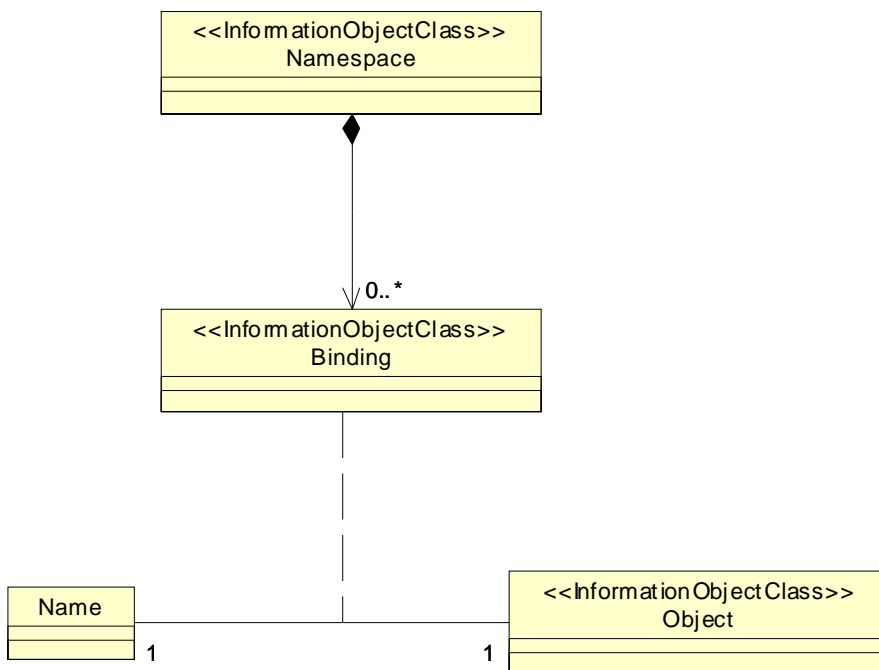 <<InformationObjectClass>>
Namespace
0..*
<<InformationObjectClass>>
Binding
Name
1
1
<<InformationObjectClass>>
Object